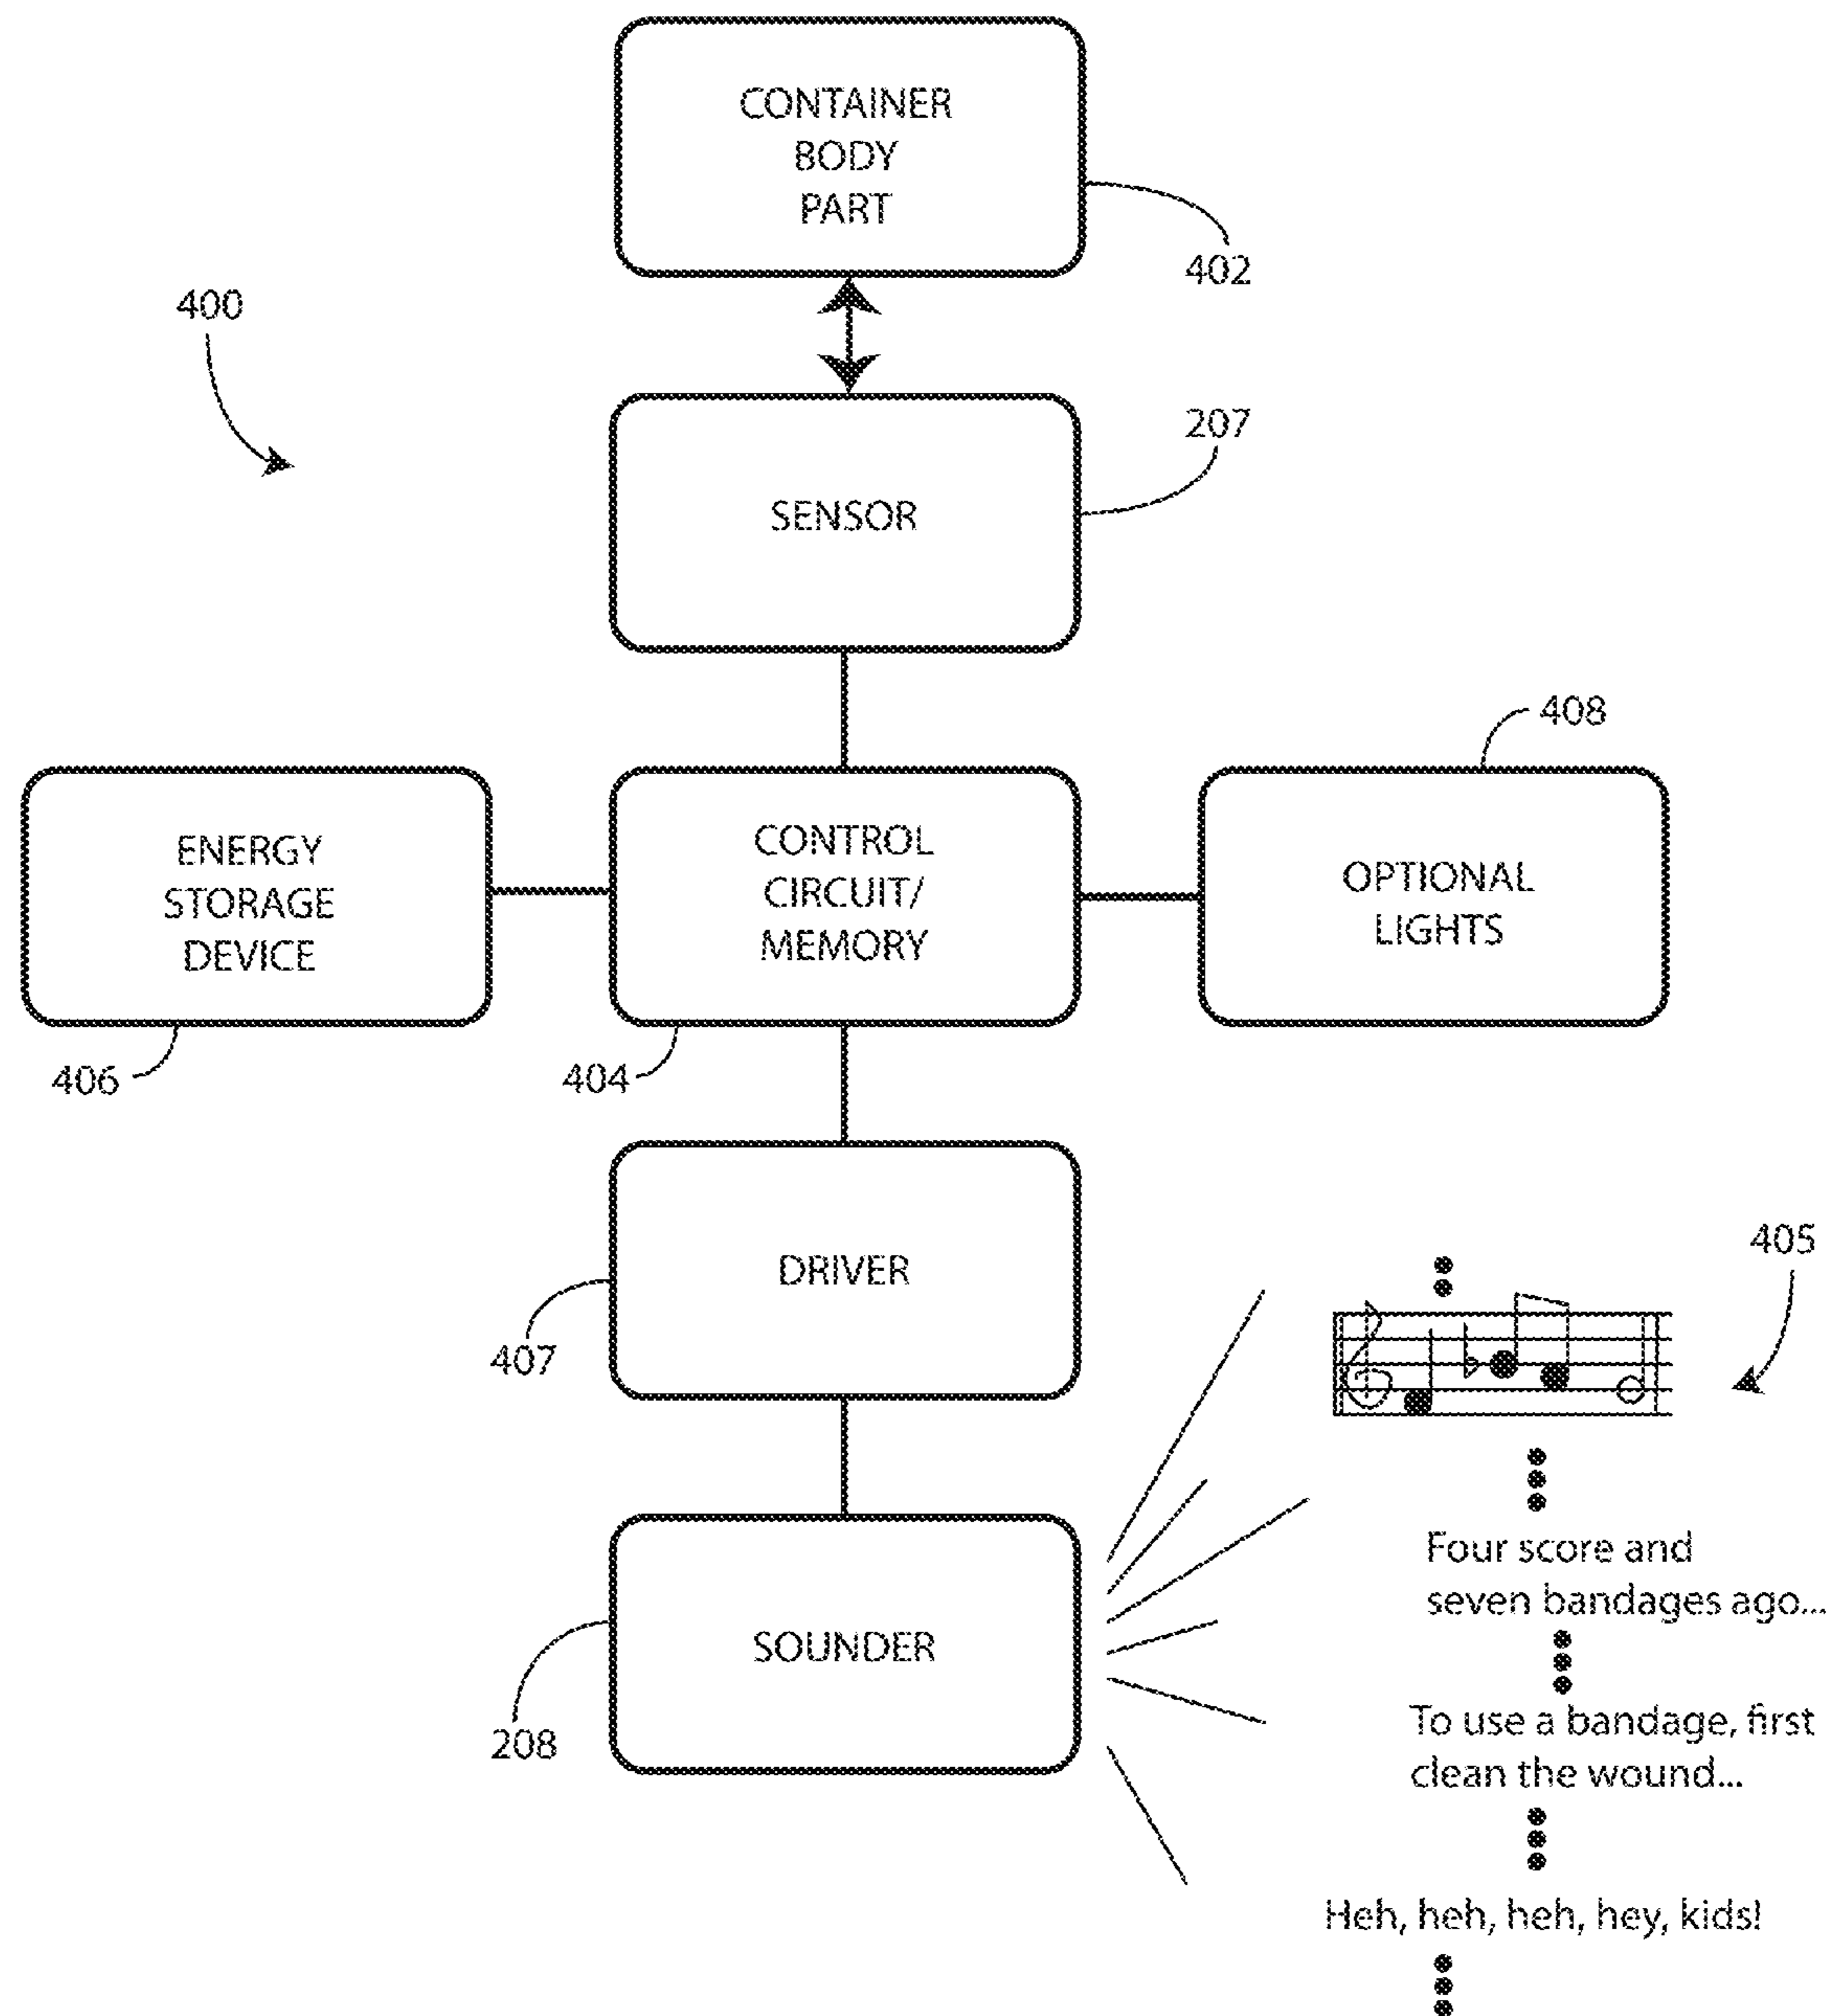 CONTAINER
BODY
PART
402
400
207
SENSOR
408
ENERGY
STORAGE
DEVICE
CONTROL
CIRCUIT/
MEMORY
OPTIONAL
LIGHTS
406
404
DRIVER
405
407
Four score and
seven bandages ago...
SOUNDER
To use a bandage, first
clean the wound...
208
Heh, heh, heh, hey, kids!